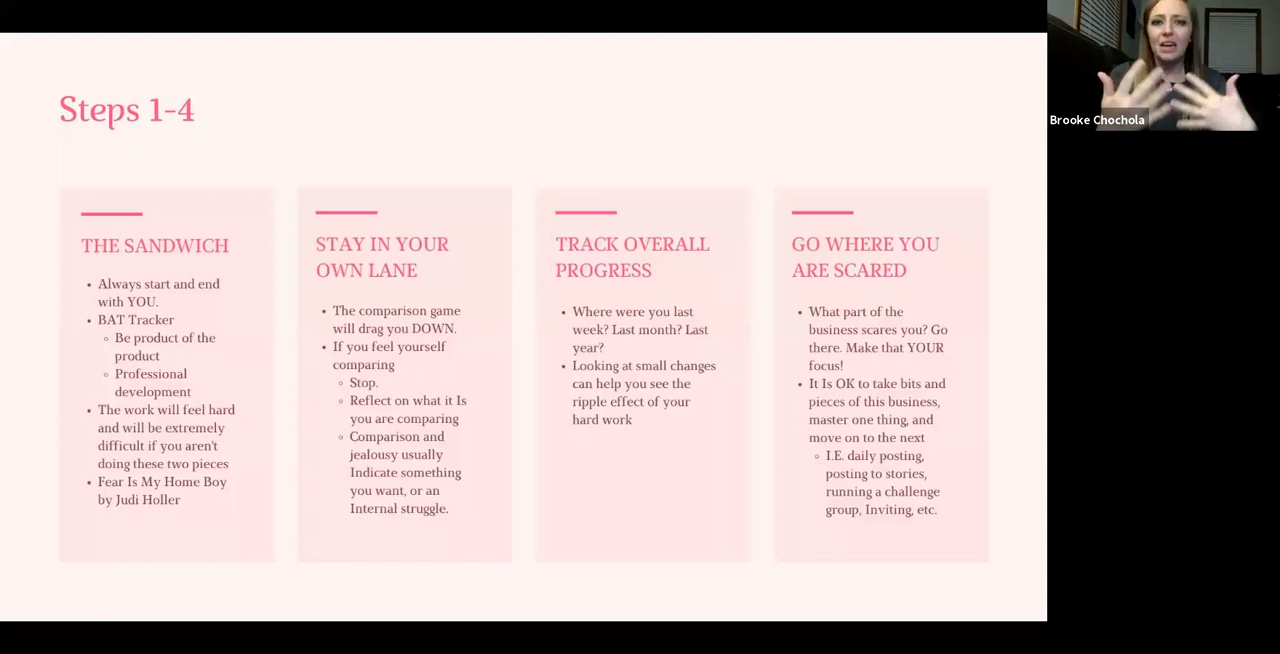 Steps 1-4
THE SANDWICH
• Always start and end
with YOU.
• BAT Tracker
◦ Be product of the
product
◦ Professional
development
• The work will feel hard
and will be extremely
difficult if you aren't
doing these two pieces
• Fear Is My Home Boy
by Judi Holler
STAY IN YOUR
OWN LANE
• The comparison game
will drag you DOWN.
• If you feel yourself
comparing
◦ Stop.
◦ Reflect on what it Is
you are comparing
◦ Comparison and
jealousy usually
Indicate something
you want, or an
Internal struggle.
TRACK OVERALL
PROGRESS
• Where were you last
week? Last month? Last
year?
• Looking at small changes
can help you see the
ripple effect of your
hard work
GO WHERE YOU
ARE SCARED
• What part of the
business scares you? Go
there. Make that YOUR
focus!
• It Is OK to take bits and
pieces of this business,
master one thing, and
move on to the next
◦ I.E. daily posting,
posting to stories,
running a challenge
group, Inviting, etc.
Brooke Chochola